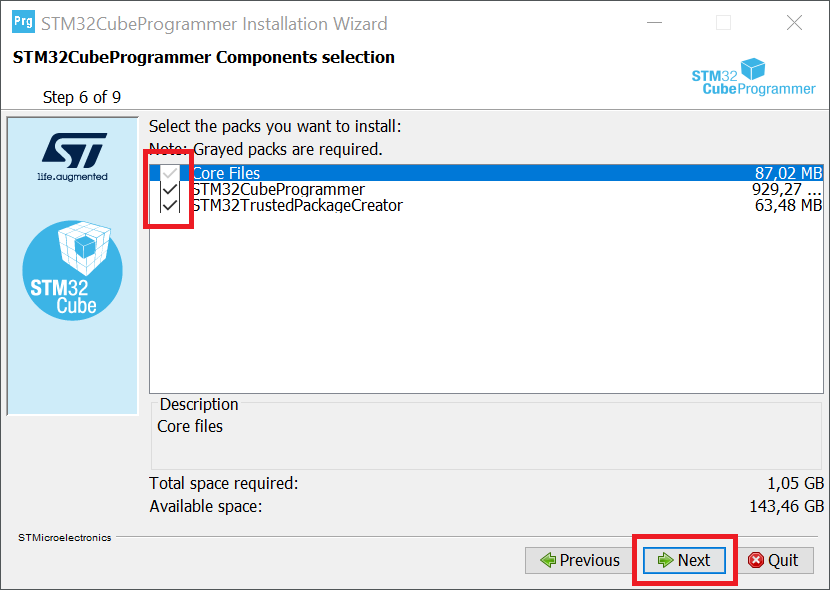 Prg STM32CubeProgrammer Installation Wizard
STM32CubeProgrammer Components selection
Step 6 of 9
STM32
CubeProgrammer
ST
life.augmented
STM32
Cube
Select the packs you want to install:
Note: Grayed packs are required.
Core Files 87,02 MB
STM32CubeProgrammer 929,27 ...
STM32TrustedPackageCreator 63,48 MB
Description
Core files
Total space required: 1,05 GB
Available space: 143,46 GB
STMicroelectronics
Previous Next Quit